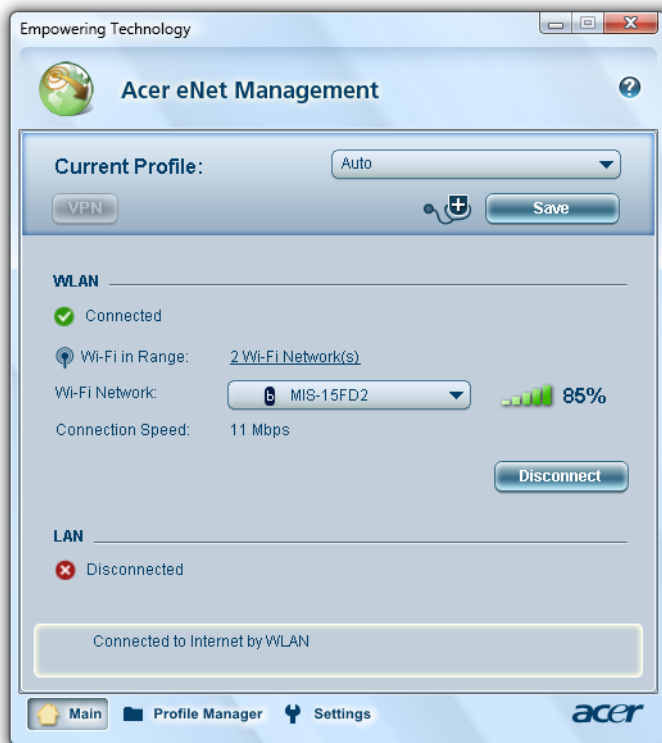 Empowering Technology
Acer eNet Management
Current Profile: Auto
VPN Save
WLAN
Connected
Wi-Fi in Range: 2 Wi-Fi Network(s)
Wi-Fi Network: b MIS-15FD2 85%
Connection Speed: 11 Mbps
Disconnect
LAN
Disconnected
Connected to Internet by WLAN
Main Profile Manager Settings acer